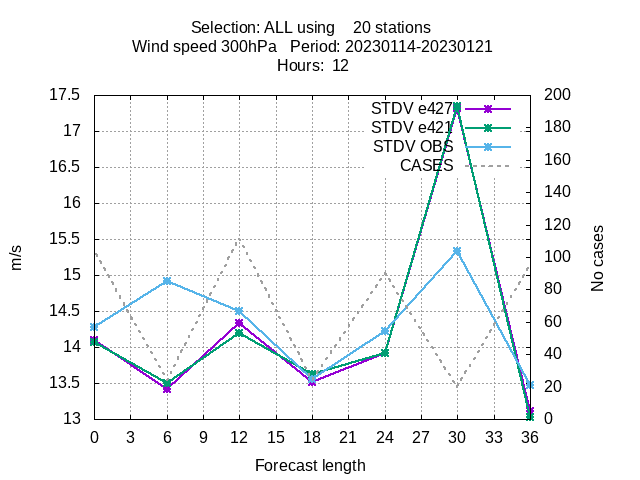 Selection: ALL using    20 stations
Wind speed 300hPa   Period: 20230114-20230121
Hours:  12
17.5
17
16.5
16
15.5
15
14.5
14
13.5
13
200
180
160
140
120
100
80
60
40
20
0
STDV e427
STDV e421
STDV OBS
CASES
m/s
No cases
0 3 6 9 12 15 18 21 24 27 30 33 36
Forecast length